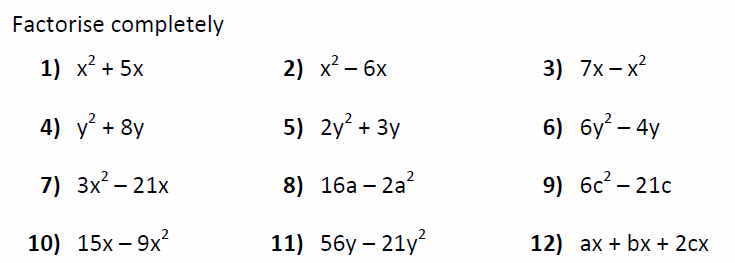 Factorise completely
1) x² + 5x 2) x² – 6x 3) 7x – x²
4) y² + 8y 5) 2y² + 3y 6) 6y² – 4y
7) 3x² – 21x 8) 16a – 2a² 9) 6c² – 21c
10) 15x – 9x² 11) 56y – 21y² 12) ax + bx + 2cx